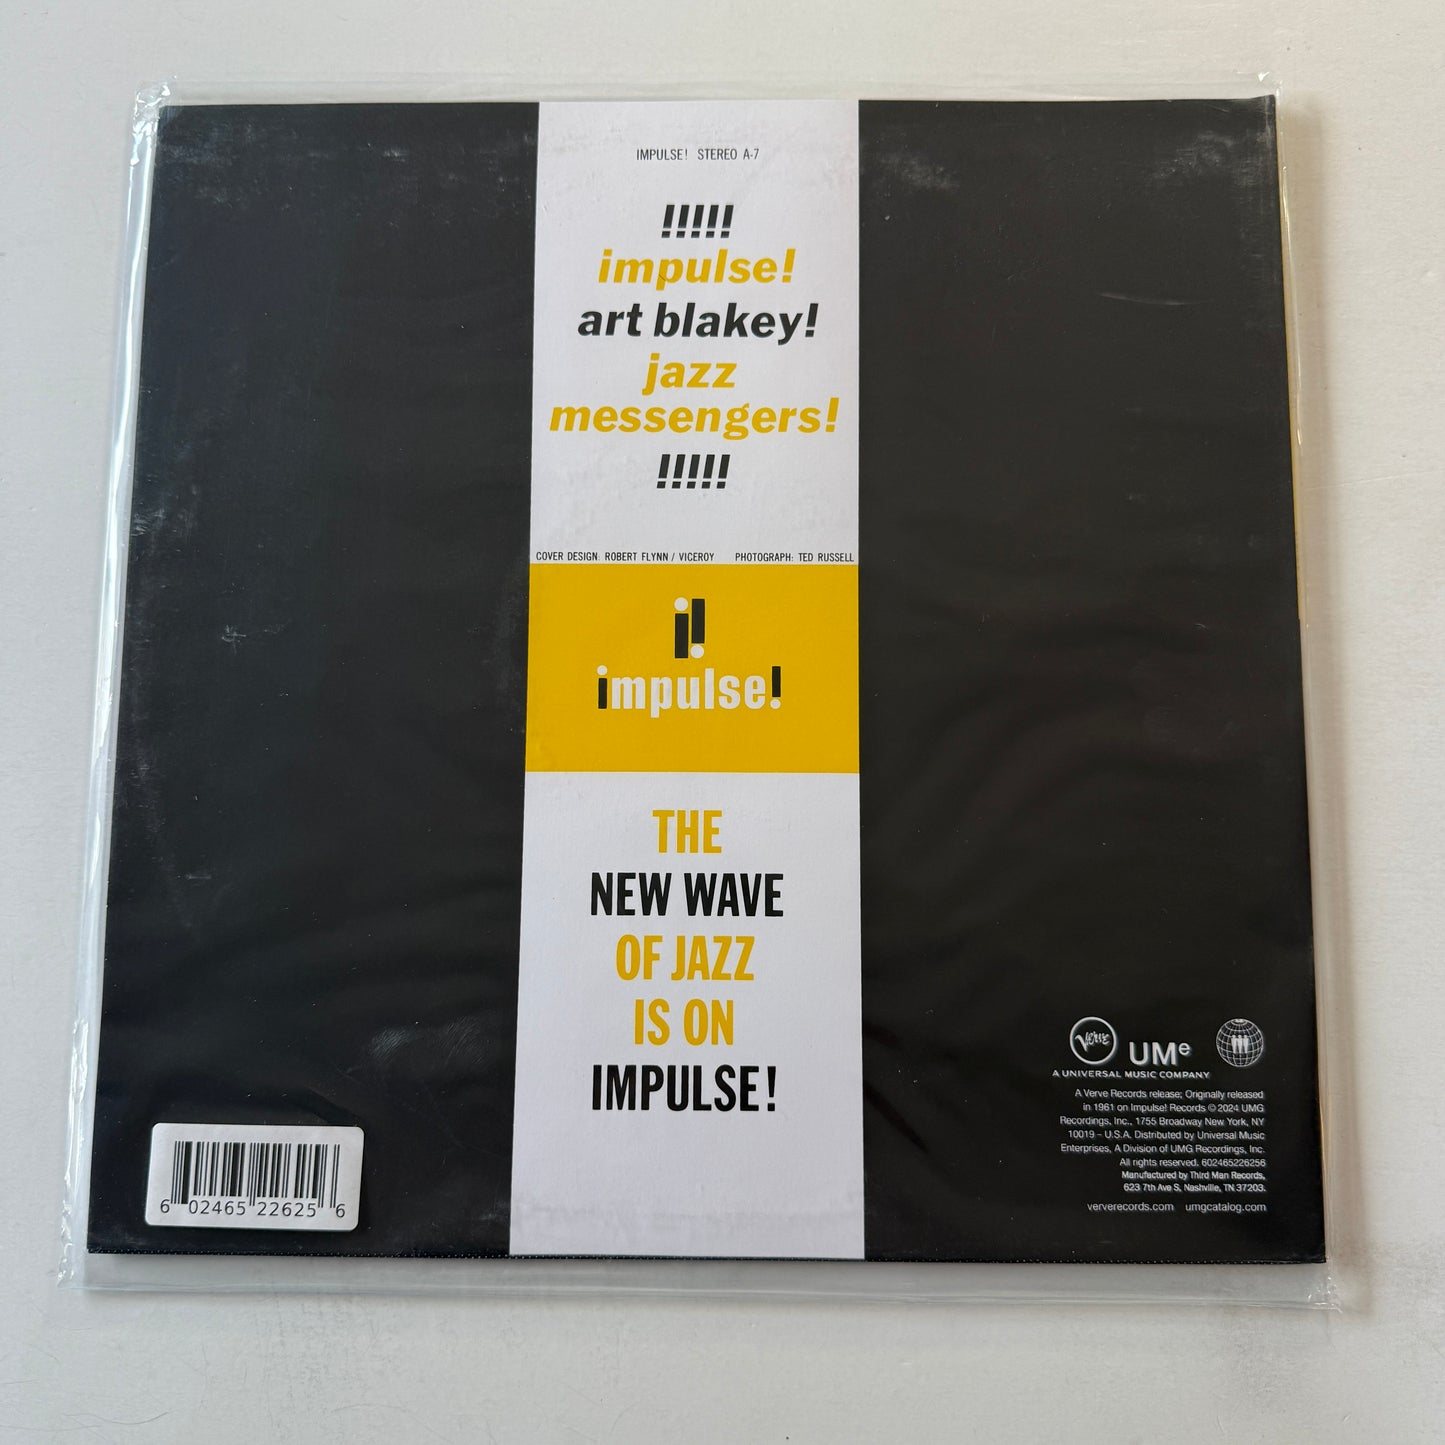 IMPULSE! STEREO A-7
!!!!!
impulse!
art blakey!
jazz
messengers!
!!!!!
COVER DESIGN: ROBERT FLYNN / VICEROY PHOTOGRAPH: TED RUSSELL
i!
impulse!
THE
NEW WAVE
OF JAZZ
IS ON
IMPULSE!
Verve
UMe
A UNIVERSAL MUSIC COMPANY
A Verve Records release; Originally released
in 1961 on Impulse! Records © 2024 UMG
Recordings, Inc., 1755 Broadway New York, NY
10019 – U.S.A. Distributed by Universal Music
Enterprises, A Division of UMG Recordings, Inc.
All rights reserved. 602465226256
Manufactured by Third Man Records,
623 7th Ave S, Nashville, TN 37203.
ververecords.com umgcatalog.com
6 02465 22625 6